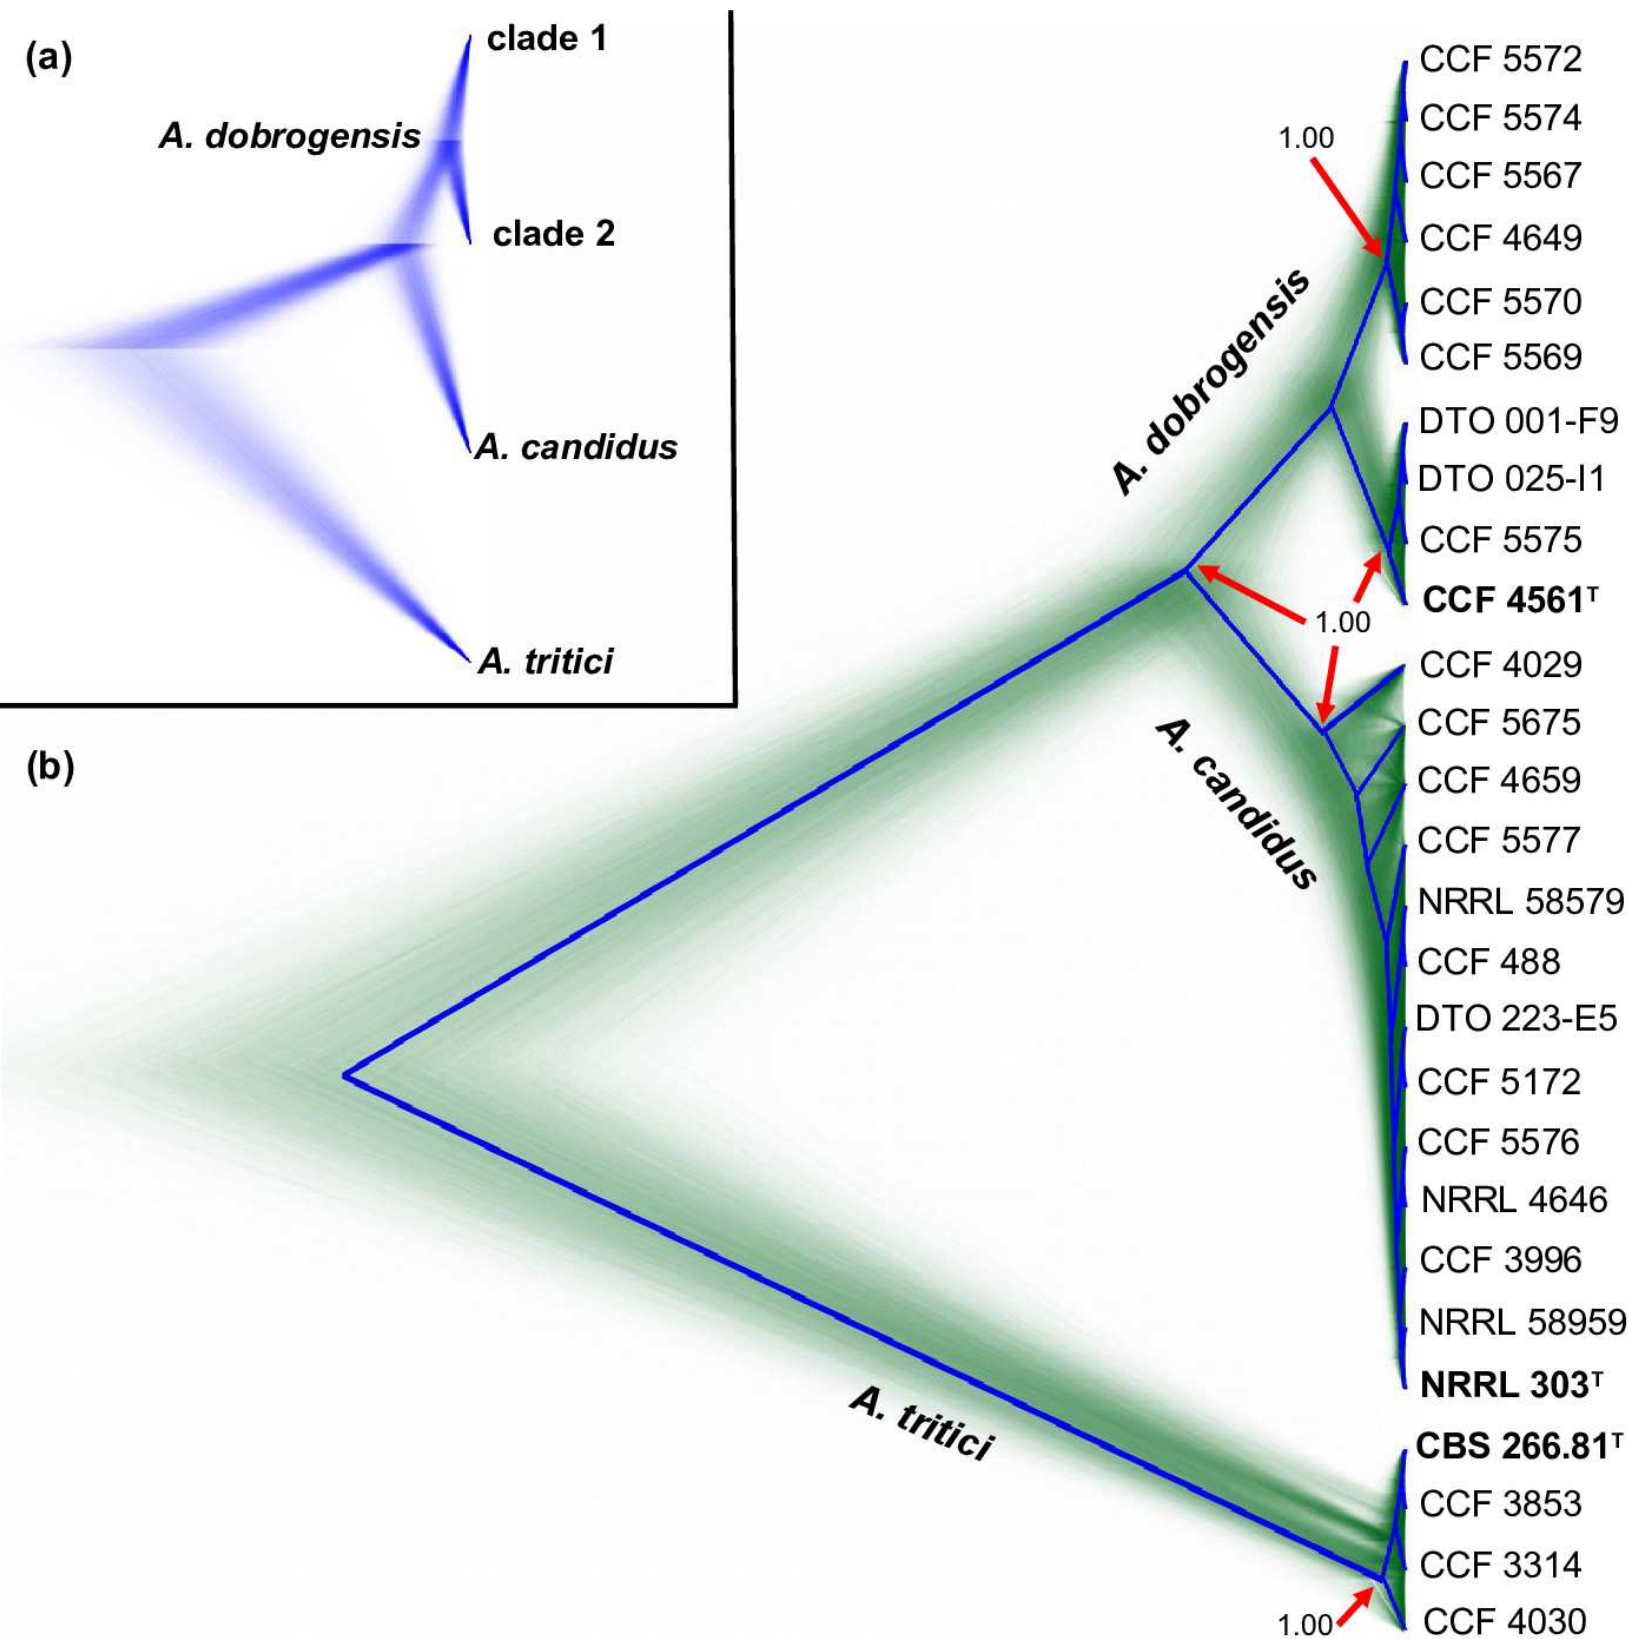 (a)
clade 1
A. dobrogensis
clade 2
A. candidus
A. tritici
(b)
CCF 5572
CCF 5574
1.00
CCF 5567
CCF 4649
CCF 5570
CCF 5569
A. dobrogensis
DTO 001-F9
DTO 025-I1
CCF 5575
CCF 4561ᵀ
1.00
CCF 4029
CCF 5675
CCF 4659
A. candidus
CCF 5577
NRRL 58579
CCF 488
DTO 223-E5
CCF 5172
CCF 5576
NRRL 4646
CCF 3996
NRRL 58959
NRRL 303ᵀ
A. tritici
CBS 266.81ᵀ
CCF 3853
CCF 3314
1.00
CCF 4030